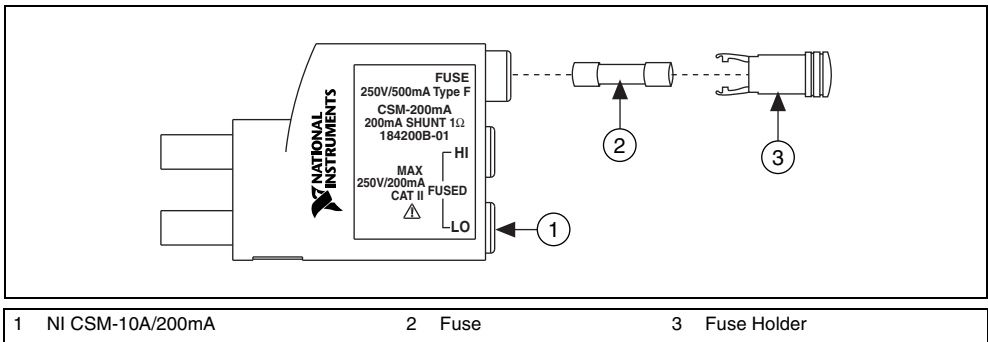 NATIONAL
INSTRUMENTS
FUSE
250V/500mA Type F
CSM-200mA
200mA SHUNT 1Ω
184200B-01
HI
MAX
250V/200mA
CAT II
FUSED
LO
1
2
3
1 NI CSM-10A/200mA 2 Fuse 3 Fuse Holder